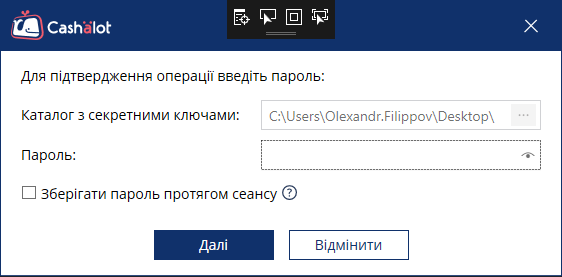 Cashalot
Для підтвердження операції введіть пароль:
Каталог з секретними ключами: C:\Users\Olexandr.Filippov\Desktop\ ...
Пароль:
Зберігати пароль протягом сеансу ?
Далі Відмінити